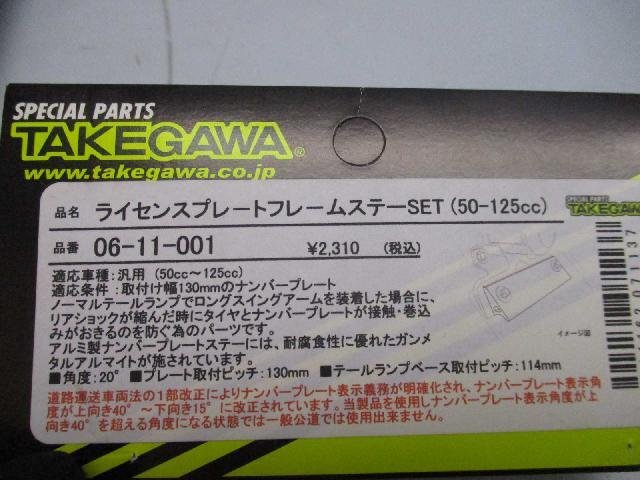 SPECIAL PARTS
TAKEGAWA®
www.takegawa.co.jp
品名 ライセンスプレートフレームステーSET(50-125cc)
品番 06-11-001 ¥2,310 (税込)
適応車種:汎用(50cc~125cc)
適応条件:取付け幅130mmのナンバープレート
ノーマルテールランプでロングスイングアームを装着した場合に、
リアショックが縮んだ時にタイヤとナンバープレートが接触・巻込
みがおきるのを防ぐ為のパーツです。
アルミ製ナンバープレートステーには、耐腐食性に優れたガンメ
タルアルマイトが施されています。
■角度:20° ■プレート取付ピッチ:130mm ■テールランプベース取付ピッチ:114mm
道路運送車両法の1部改正によりナンバープレート表示義務が明確化され、ナンバープレート表示角
度が上向き40°~下向き15°に改正されています。当製品を使用しナンバープレート表示角度が上
向き40°を超える角度になる状態では一般公道では使用出来ません。
イメージ図
SPECIAL PARTS
TAKEGAWA